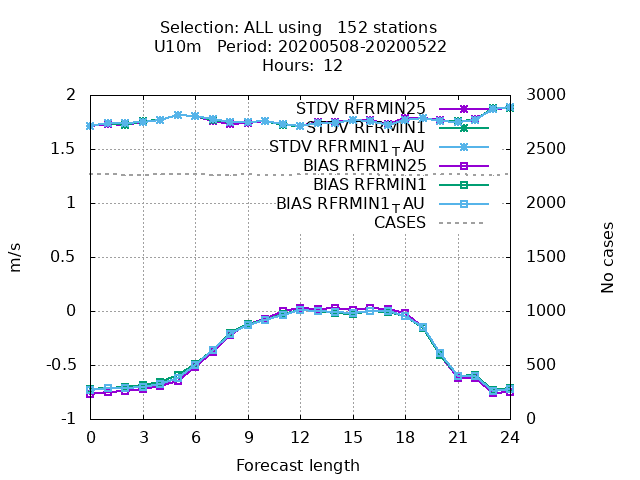 Selection: ALL using   152 stations
U10m   Period: 20200508-20200522
Hours: 12
2
1.5
1
0.5
0
-0.5
-1
3000
2500
2000
1500
1000
500
0
m/s
No cases
STDV RFRMIN25
STDV RFRMIN1
STDV RFRMIN1TAU
BIAS RFRMIN25
BIAS RFRMIN1
BIAS RFRMIN1TAU
CASES
0 3 6 9 12 15 18 21 24
Forecast length